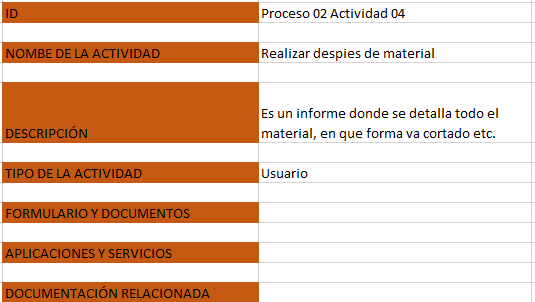 ID Proceso 02 Actividad 04
NOMBE DE LA ACTIVIDAD Realizar despies de material
Es un informe donde se detalla todo el
DESCRIPCIÓN material, en que forma va cortado etc.
TIPO DE LA ACTIVIDAD Usuario
FORMULARIO Y DOCUMENTOS
APLICACIONES Y SERVICIOS
DOCUMENTACIÓN RELACIONADA